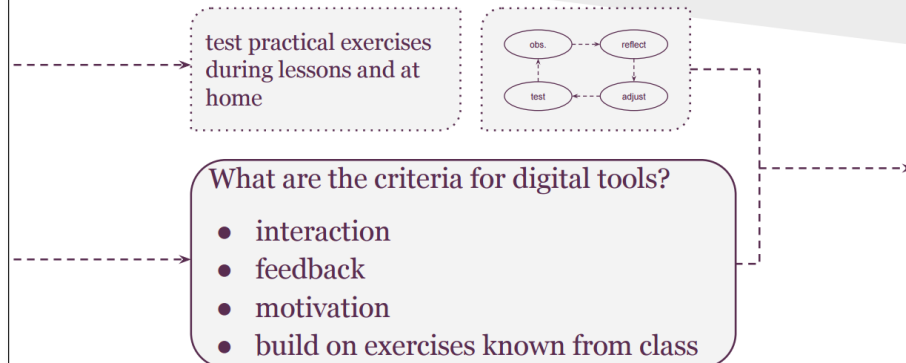 test practical exercises
during lessons and at
home
obs.
reflect
test
adjust
What are the criteria for digital tools?
● interaction
● feedback
● motivation
● build on exercises known from class